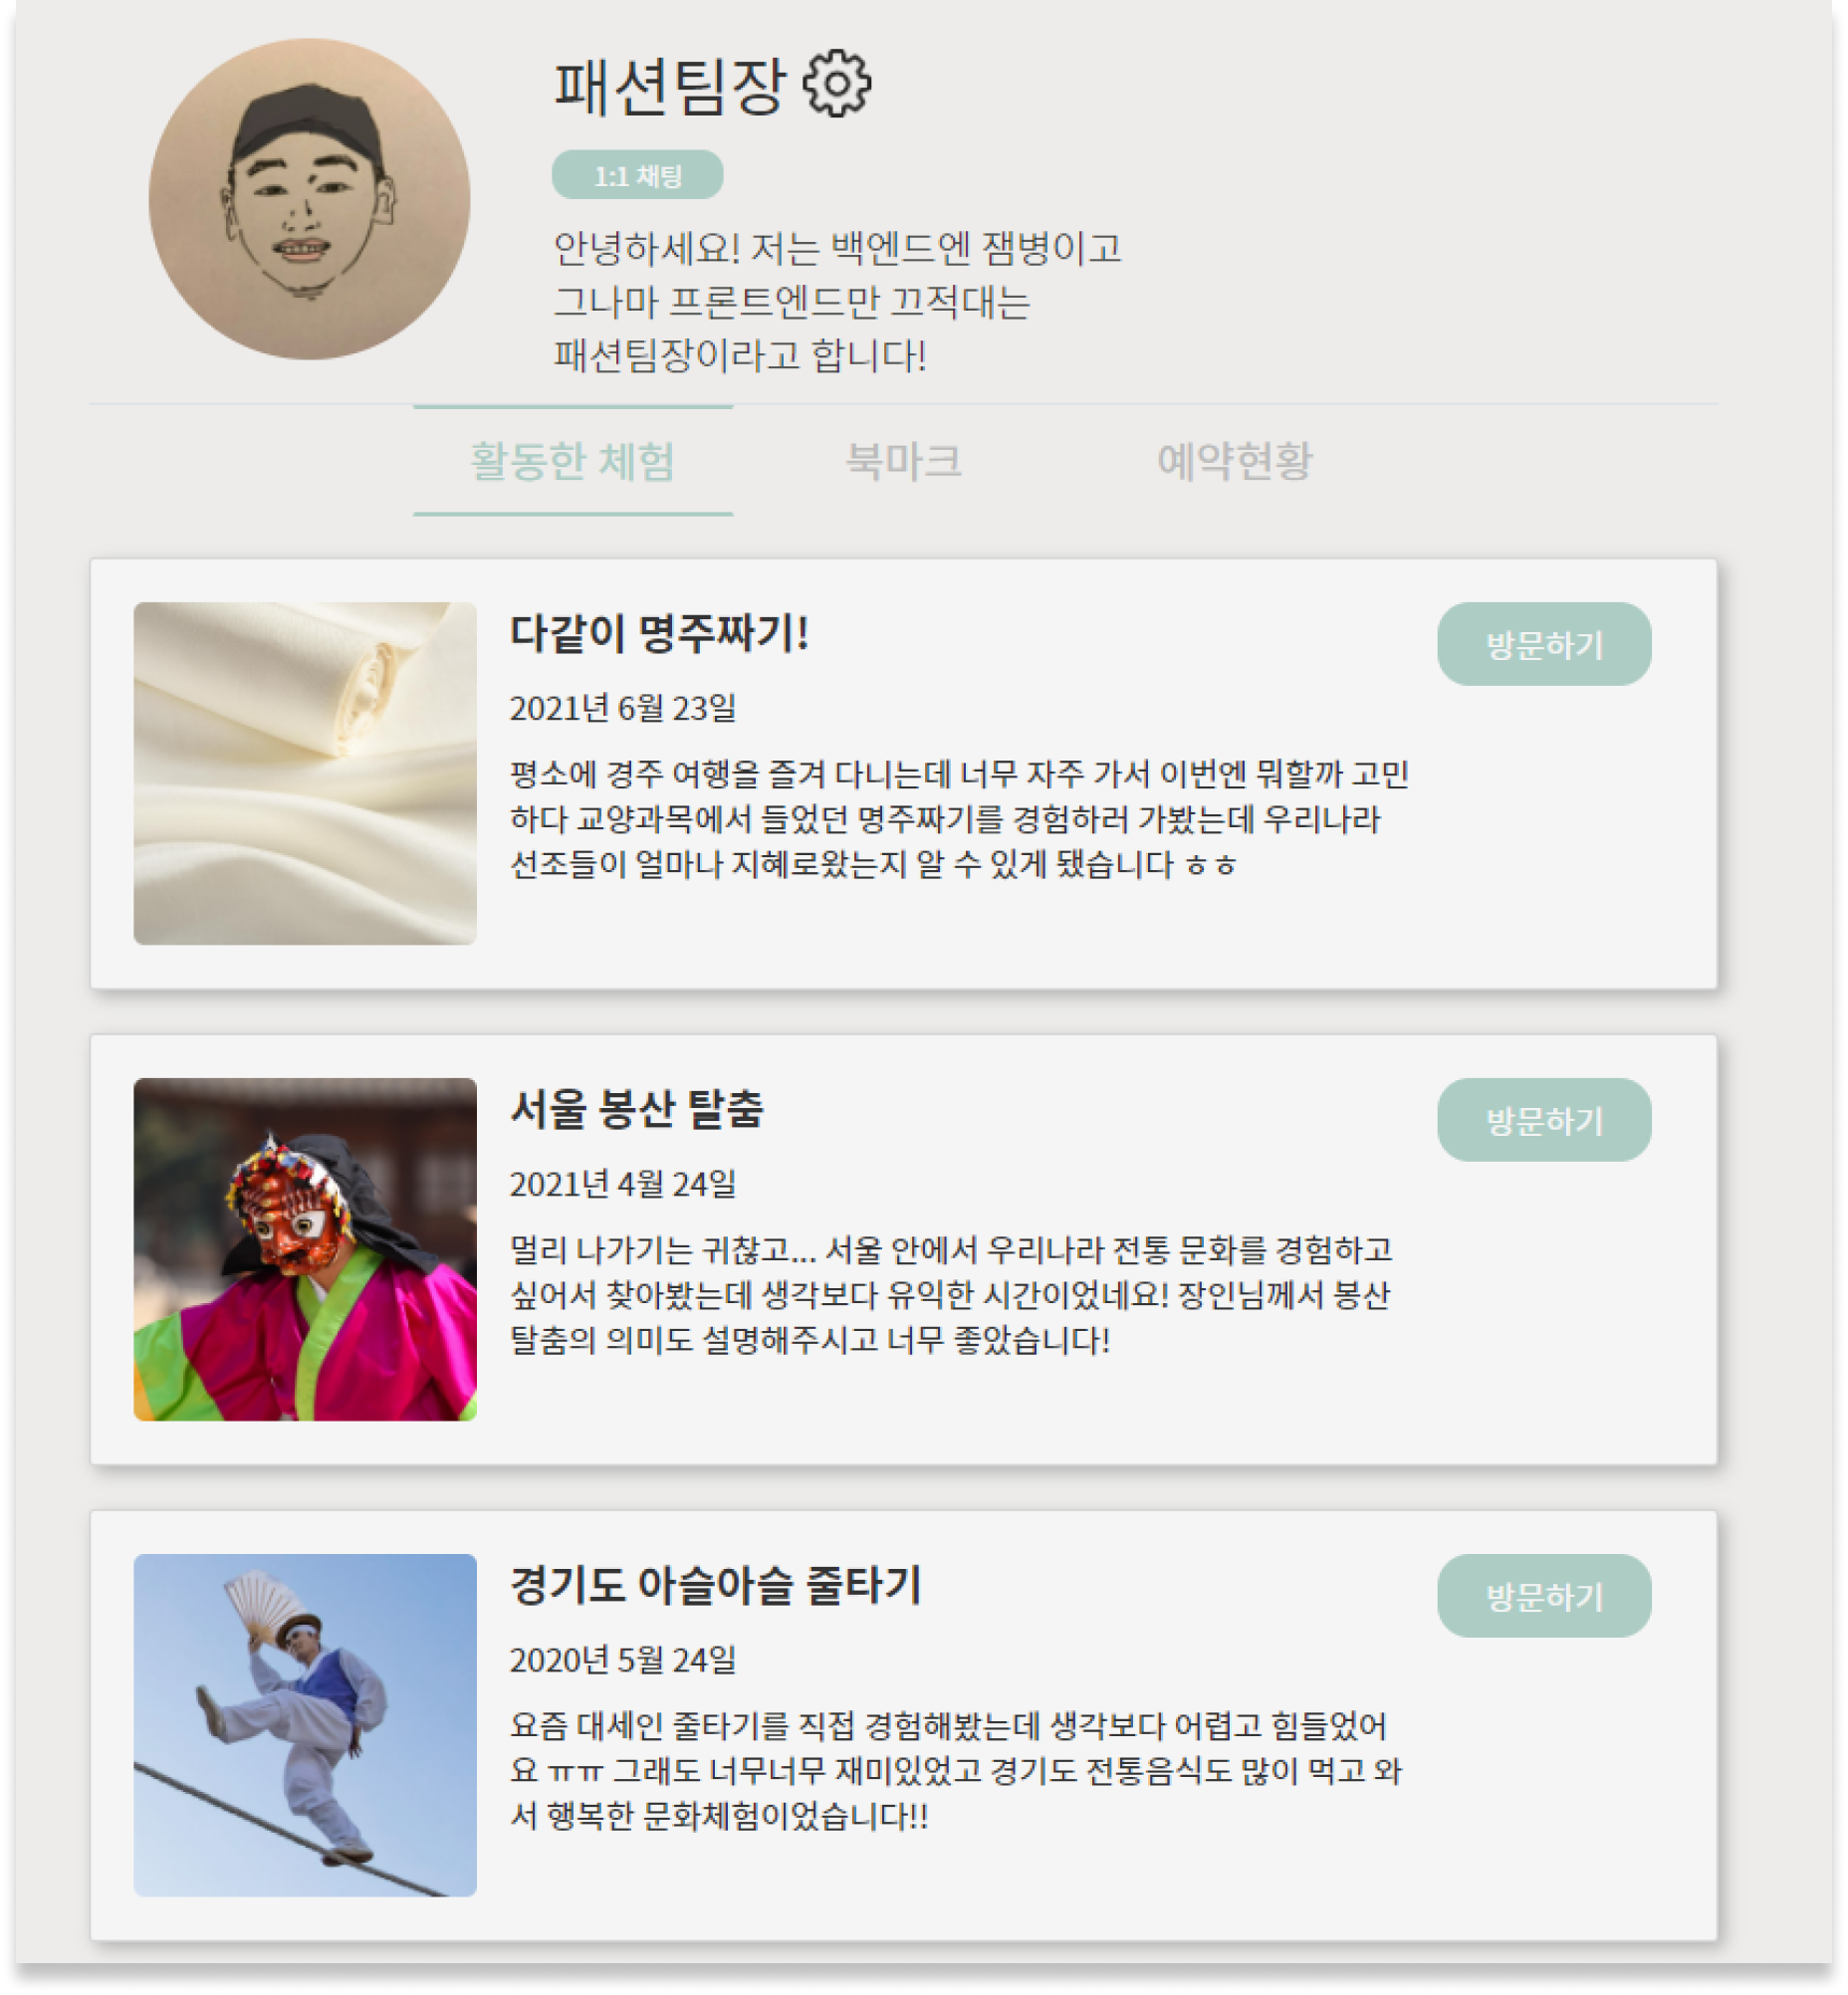 패션팀장
1:1 채팅
안녕하세요! 저는 백엔드엔 잼병이고
그나마 프론트엔드만 끄적대는
패션팀장이라고 합니다!
활동한 체험 북마크 예약현황
다같이 명주짜기!
방문하기
2021년 6월 23일
평소에 경주 여행을 즐겨 다니는데 너무 자주 가서 이번엔 뭐할까 고민
하다 교양과목에서 들었던 명주짜기를 경험하러 가봤는데 우리나라
선조들이 얼마나 지혜로왔는지 알 수 있게 됐습니다 ㅎㅎ
서울 봉산 탈춤
방문하기
2021년 4월 24일
멀리 나가기는 귀찮고... 서울 안에서 우리나라 전통 문화를 경험하고
싶어서 찾아봤는데 생각보다 유익한 시간이었네요! 장인님께서 봉산
탈춤의 의미도 설명해주시고 너무 좋았습니다!
경기도 아슬아슬 줄타기
방문하기
2020년 5월 24일
요즘 대세인 줄타기를 직접 경험해봤는데 생각보다 어렵고 힘들었어
요 ㅠㅠ 그래도 너무너무 재미있었고 경기도 전통음식도 많이 먹고 와
서 행복한 문화체험이었습니다!!